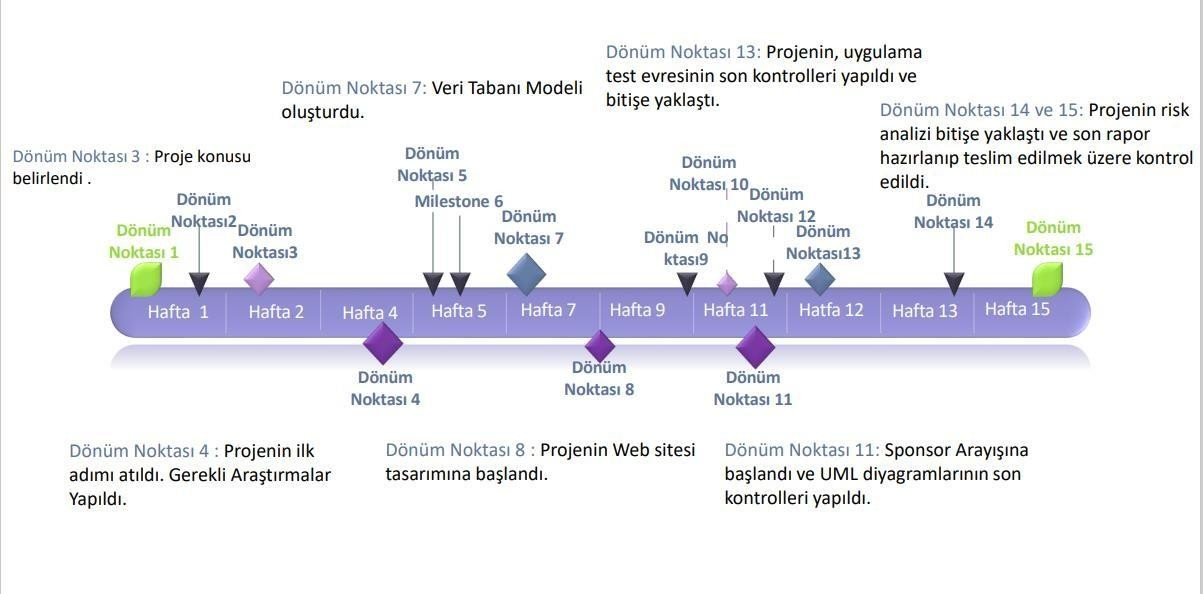 Dönüm Noktası 13: Projenin, uygulama
test evresinin son kontrolleri yapıldı ve
bitişe yaklaştı.
Dönüm Noktası 7: Veri Tabanı Modeli
oluşturdu.
Dönüm Noktası 14 ve 15: Projenin risk
analizi bitişe yaklaştı ve son rapor
hazırlanıp teslim edilmek üzere kontrol
edildi.
Dönüm Noktası 3 : Proje konusu
belirlendi .
Dönüm
Noktası 1
Dönüm
Noktası2
Dönüm
Noktası3
Dönüm
Noktası 5
Milestone 6
Dönüm
Noktası 7
Dönüm No
ktası9
Dönüm
Noktası 10
Dönüm
Noktası 12
Dönüm
Noktası13
Dönüm
Noktası 14
Dönüm
Noktası 15
Hafta 1
Hafta 2
Hafta 4
Hafta 5
Hafta 7
Hafta 9
Hafta 11
Hatfa 12
Hafta 13
Hafta 15
Dönüm
Noktası 4
Dönüm
Noktası 8
Dönüm
Noktası 11
Dönüm Noktası 4 : Projenin ilk
adımı atıldı. Gerekli Araştırmalar
Yapıldı.
Dönüm Noktası 8 : Projenin Web sitesi
tasarımına başlandı.
Dönüm Noktası 11: Sponsor Arayışına
başlandı ve UML diyagramlarının son
kontrolleri yapıldı.